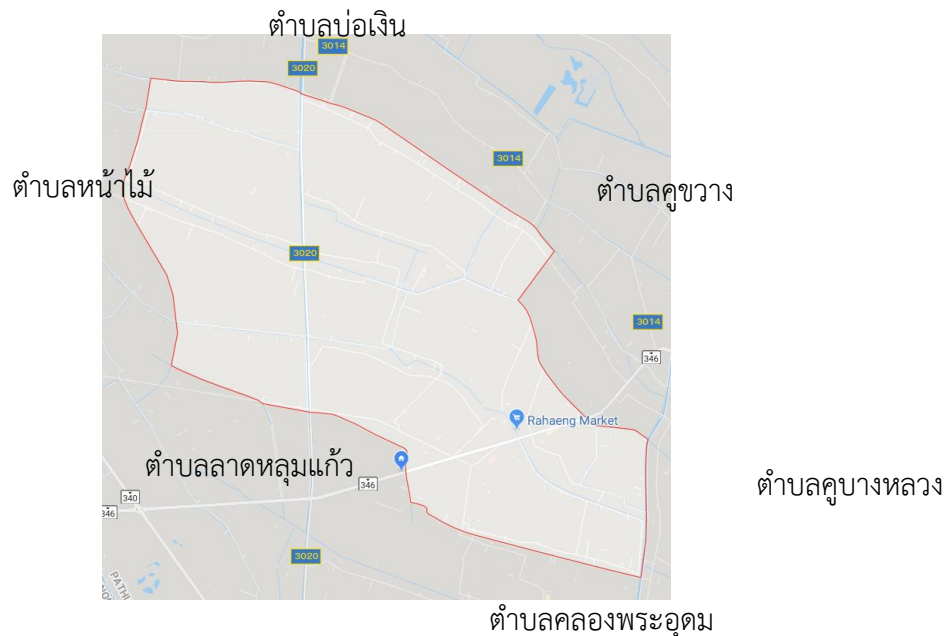 ตำบลบ่อเงิน
3014
3020
3014
ตำบลหน้าไม้
ตำบลคูขวาง
3020
3014
346
Rahaeng Market
ตำบลลาดหลุมแก้ว
346
ตำบลคูบางหลวง
340
346
3020
ตำบลคลองพระอุดม